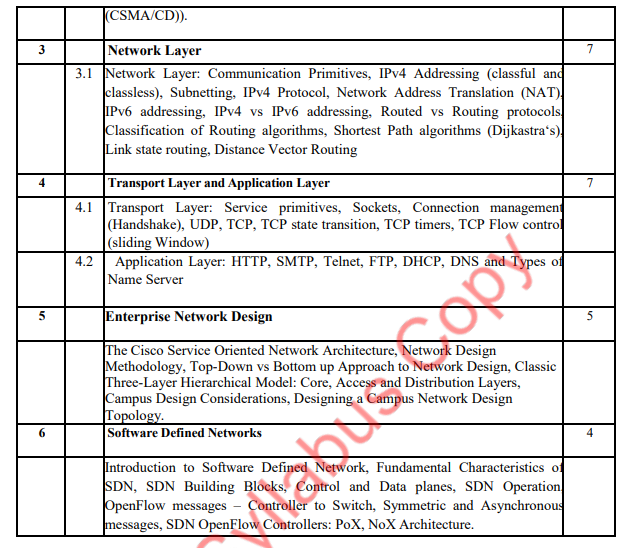 (CSMA/CD)).
3 Network Layer 7
3.1 Network Layer: Communication Primitives, IPv4 Addressing (classful and
classless), Subnetting, IPv4 Protocol, Network Address Translation (NAT),
IPv6 addressing, IPv4 vs IPv6 addressing, Routed vs Routing protocols,
Classification of Routing algorithms, Shortest Path algorithms (Dijkastra‘s),
Link state routing, Distance Vector Routing
4 Transport Layer and Application Layer 7
4.1 Transport Layer: Service primitives, Sockets, Connection management
(Handshake), UDP, TCP, TCP state transition, TCP timers, TCP Flow control
(sliding Window)
4.2 Application Layer: HTTP, SMTP, Telnet, FTP, DHCP, DNS and Types of
Name Server
5 Enterprise Network Design 5
The Cisco Service Oriented Network Architecture, Network Design
Methodology, Top-Down vs Bottom up Approach to Network Design, Classic
Three-Layer Hierarchical Model: Core, Access and Distribution Layers,
Campus Design Considerations, Designing a Campus Network Design
Topology.
6 Software Defined Networks 4
Introduction to Software Defined Network, Fundamental Characteristics of
SDN, SDN Building Blocks, Control and Data planes, SDN Operation
OpenFlow messages – Controller to Switch, Symmetric and Asynchronous
messages, SDN OpenFlow Controllers: PoX, NoX Architecture.
Syllabus Copy